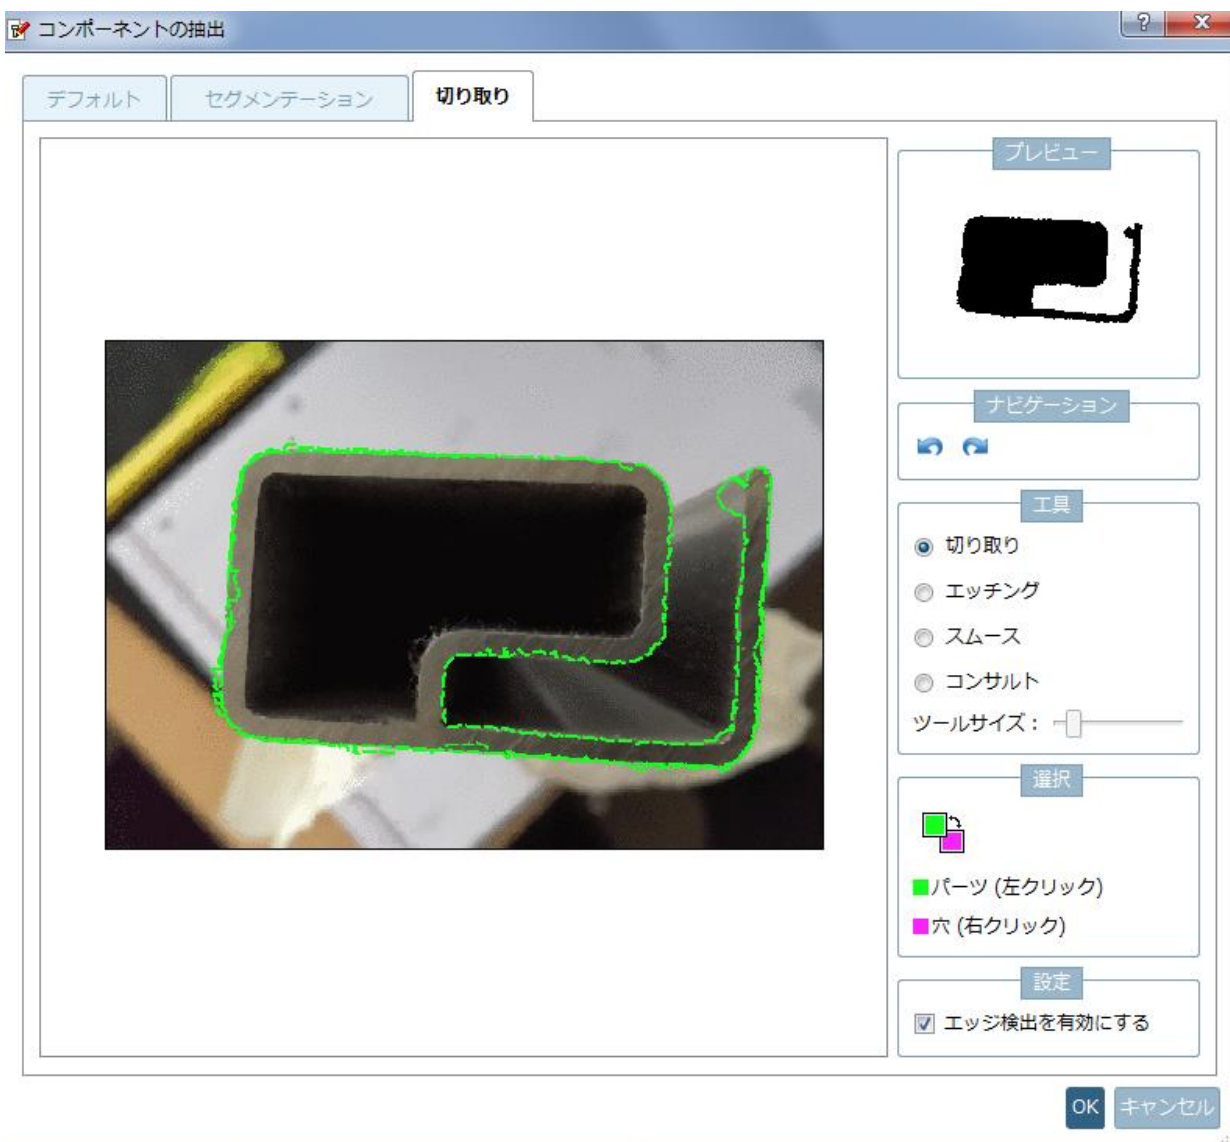 コンポーネントの抽出
デフォルト
セグメンテーション
切り取り
プレビュー
ナビゲーション
工具
切り取り
エッチング
スムース
コンサルト
ツールサイズ：
選択
パーツ (左クリック)
穴 (右クリック)
設定
エッジ検出を有効にする
OK
キャンセル